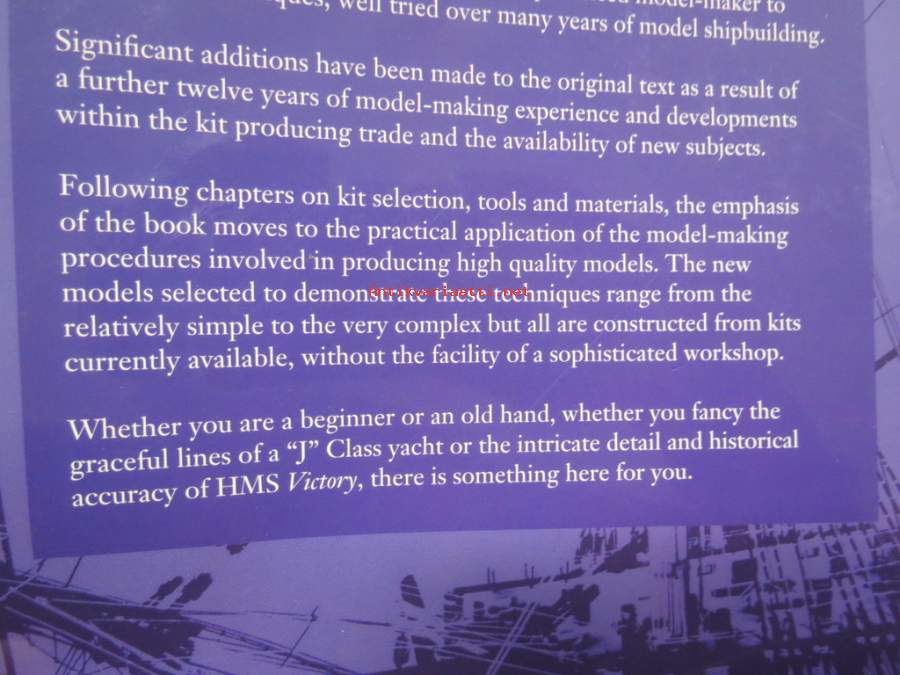 model-maker to
well tried over many years of model shipbuilding.
Significant additions have been made to the original text as a result of
a further twelve years of model-making experience and developments
within the kit producing trade and the availability of new subjects.
Following chapters on kit selection, tools and materials, the emphasis
of the book moves to the practical application of the model-making
procedures involved in producing high quality models. The new
models selected to demonstrate these techniques range from the
relatively simple to the very complex but all are constructed from kits
currently available, without the facility of a sophisticated workshop.
Whether you are a beginner or an old hand, whether you fancy the
graceful lines of a “J” Class yacht or the intricate detail and historical
accuracy of HMS Victory, there is something here for you.